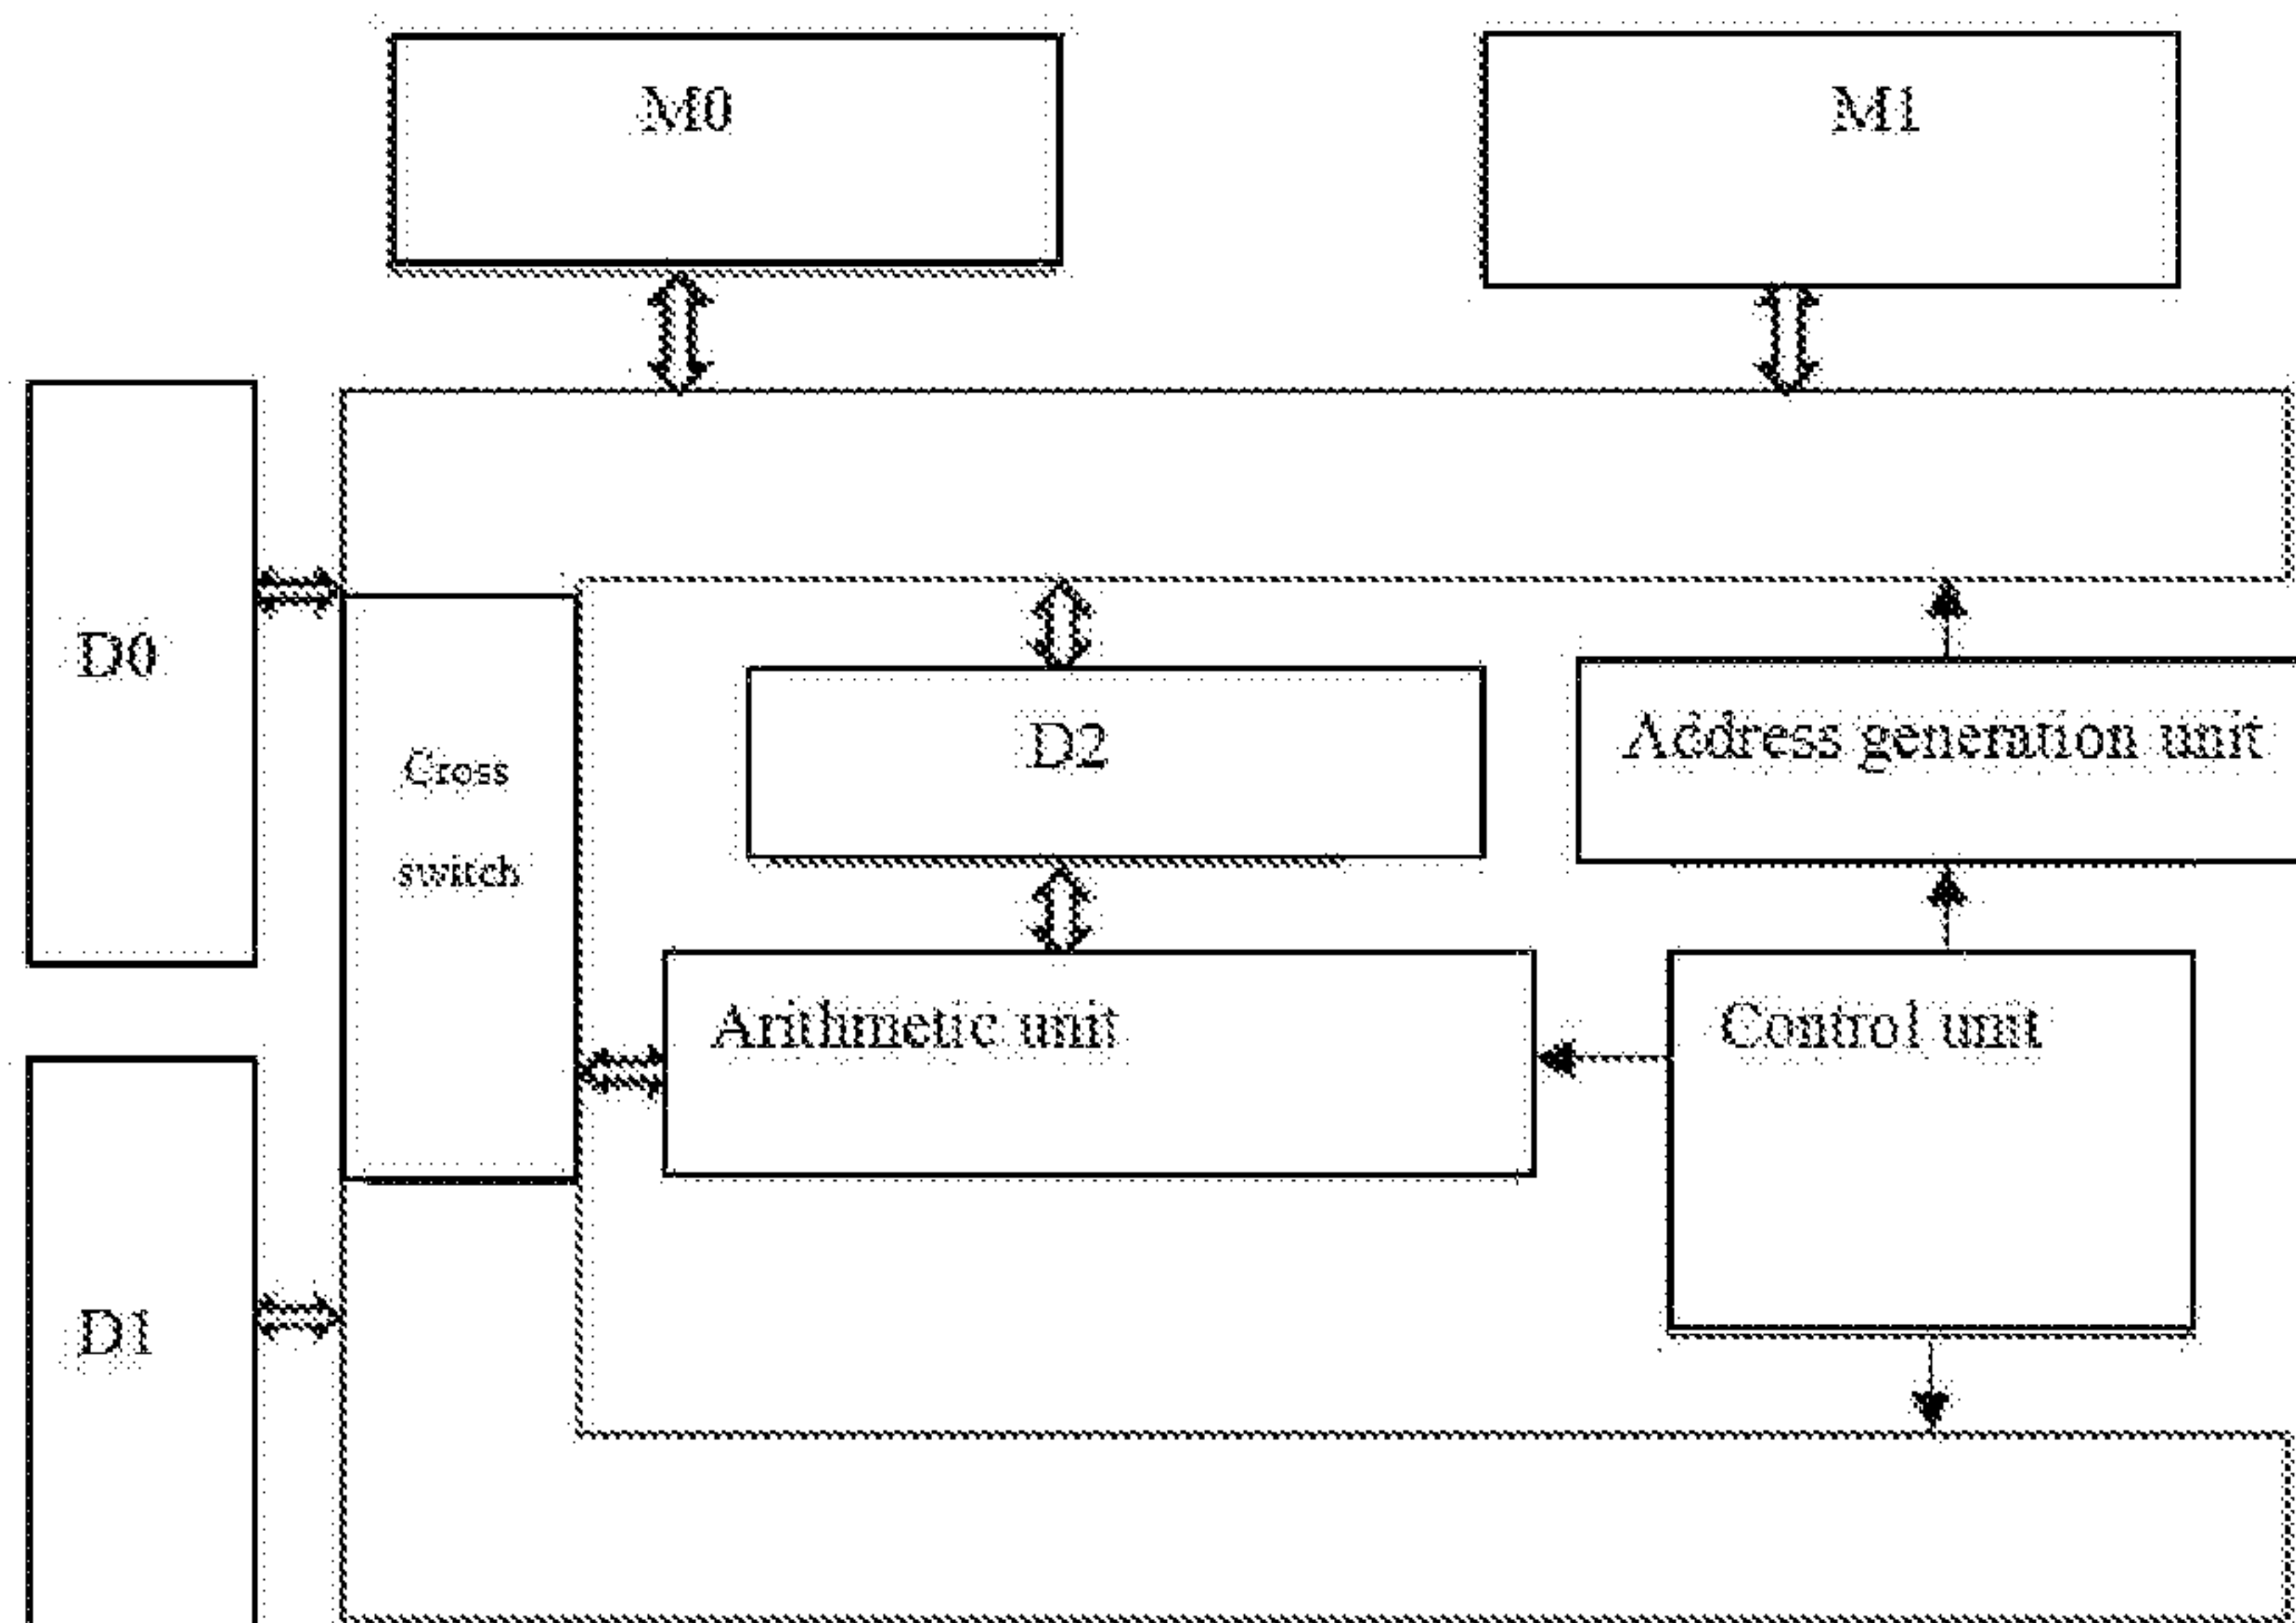 M0
M1
D0
Cross
switch
D2
Address generation unit
Arithmetic unit
Control unit
D1